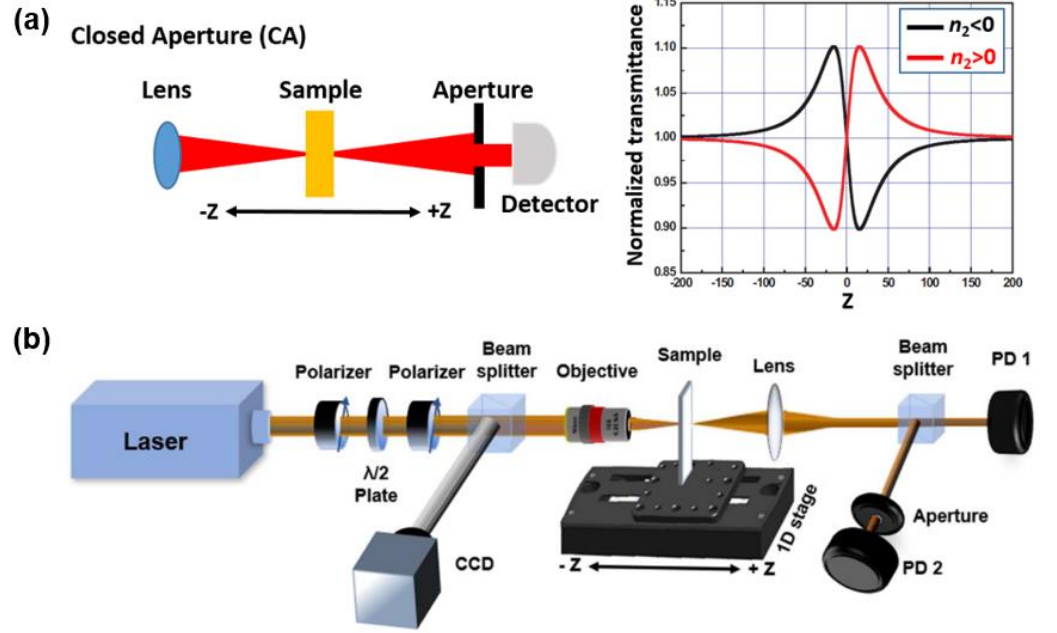 (a)
Closed Aperture (CA)
Lens
Sample
Aperture
Detector
-Z
+Z
Normalized transmittance
1.15
1.10
1.05
1.00
0.95
0.90
0.85
-200 -150 -100 -50 0 50 100 150 200
Z
n₂<0
n₂>0
(b)
Laser
Polarizer
λ/2
Plate
Polarizer
Beam
splitter
CCD
Objective
Sample
1D stage
- Z
+ Z
Lens
Beam
splitter
PD 1
Aperture
PD 2